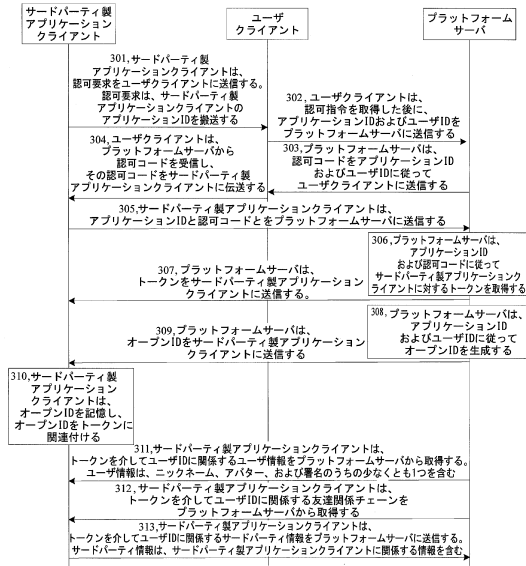 サードパーティ製
アプリケーション
クライアント
ユーザ
クライアント
プラットフォーム
サーバ
301,サードパーティ製
アプリケーションクライアントは、
認可要求をユーザクライアントに送信する。
認可要求は、サードパーティ製
アプリケーションクライアントの
アプリケーションIDを搬送する
302、ユーザクライアントは、
認可指令を取得した後に、
アプリケーションIDおよびユーザIDを
プラットフォームサーバに送信する
303,プラットフォームサーバは、
認可コードをアプリケーションID
およびユーザIDに従って
ユーザクライアントに送信する
304、ユーザクライアントは、
プラットフォームサーバから
認可コードを受信し、
その認可コードをサードパーティ製
アプリケーションクライアントに伝送する
305,サードパーティ製アプリケーションクライアントは、
アプリケーションIDと認可コードとをプラットフォームサーバに送信する
306,プラットフォームサーバは、
アプリケーションID
および認可コードに従って
サードパーティ製アプリケーションク
ライアントに対するトークンを取得する
307、プラットフォームサーバは、
トークンをサードパーティ製アプリケーション
クライアントに送信する。
308,プラットフォームサーバは、
アプリケーションID
およびユーザIDに従って
オープンIDを生成する
309、プラットフォームサーバは、
オープンIDをサードパーティ製アプリケーション
クライアントに送信する
310,サードパーティ製
アプリケーション
クライアントは、
オープンIDを記憶し、
オープンIDをトークンに
関連付ける
311、サードパーティ製アプリケーションクライアントは、
トークンを介してユーザIDに関係するユーザ情報をプラットフォームサーバから取得する。
ユーザ情報は、ニックネーム、アバター、および署名のうちの少なくとも1つを含む
312、サードパーティ製アプリケーションクライアントは、
トークンを介してユーザIDに関係する友達関係チェーンを
プラットフォームサーバから取得する
313,サードパーティ製アプリケーションクライアントは、
トークンを介してユーザIDに関係するサードパーティ情報をプラットフォームサーバに送信する。
サードパーティ情報は、サードパーティ製アプリケーションクライアントに関係する情報を含む